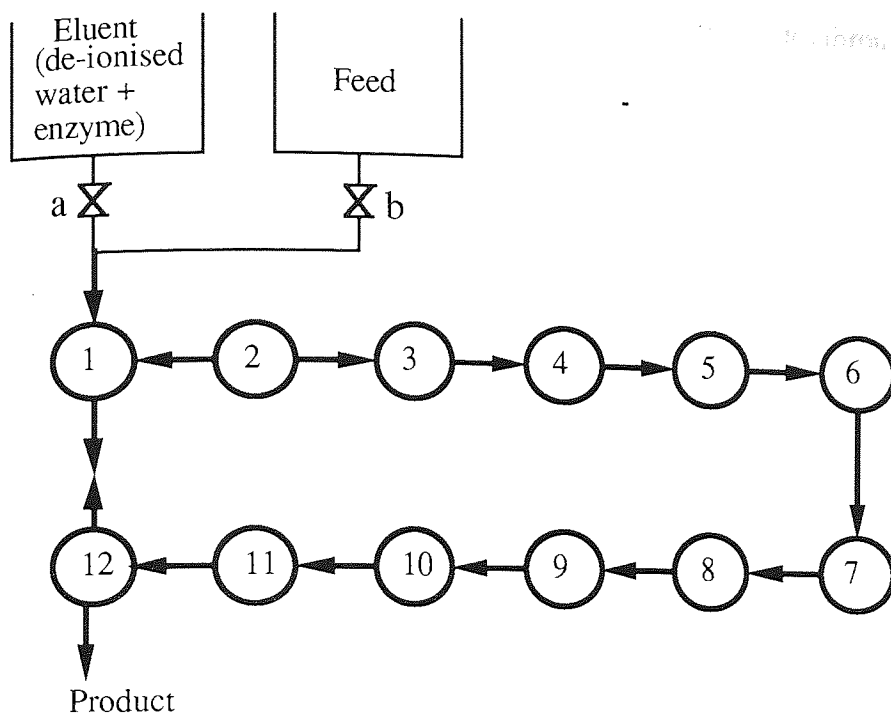 Eluent
(de-ionised
water +
enzyme)
Feed
a
b
1
2
3
4
5
6
12
11
10
9
8
7
Product